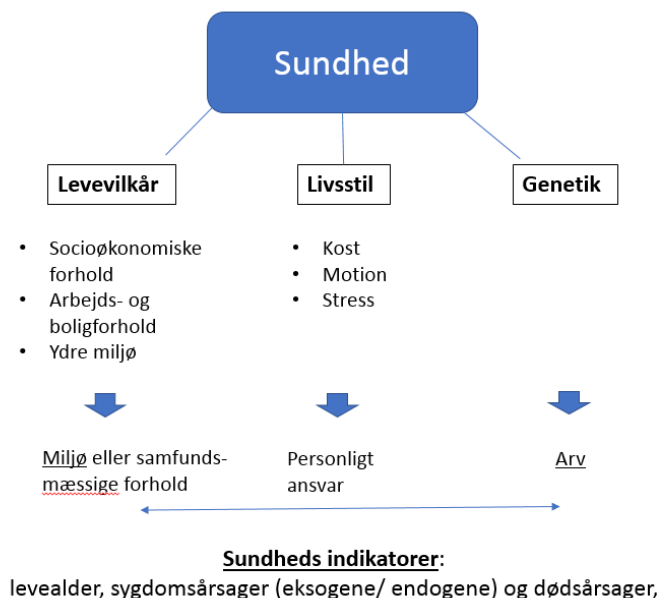 Sundhed
Levevilkår
Livsstil
Genetik
• Socioøkonomiske
forhold
• Arbejds- og
boligforhold
• Ydre miljø
• Kost
• Motion
• Stress
Miljø eller samfunds-
mæssige forhold
Personligt
ansvar
Arv
Sundheds indikatorer:
levealder, sygdomsårsager (eksogene/ endogene) og dødsårsager,